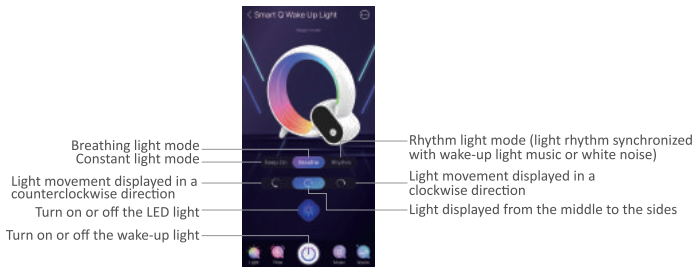 Smart Q Wake Up Light
Breathing light mode
Constant light mode
Light movement displayed in a
counterclockwise direction
Turn on or off the LED light
Turn on or off the wake-up light
Rhythm light mode (light rhythm synchronized
with wake-up light music or white noise)
Light movement displayed in a
clockwise direction
Light displayed from the middle to the sides
Keep On
Breathe
Rhythm
Light
Timer
Music